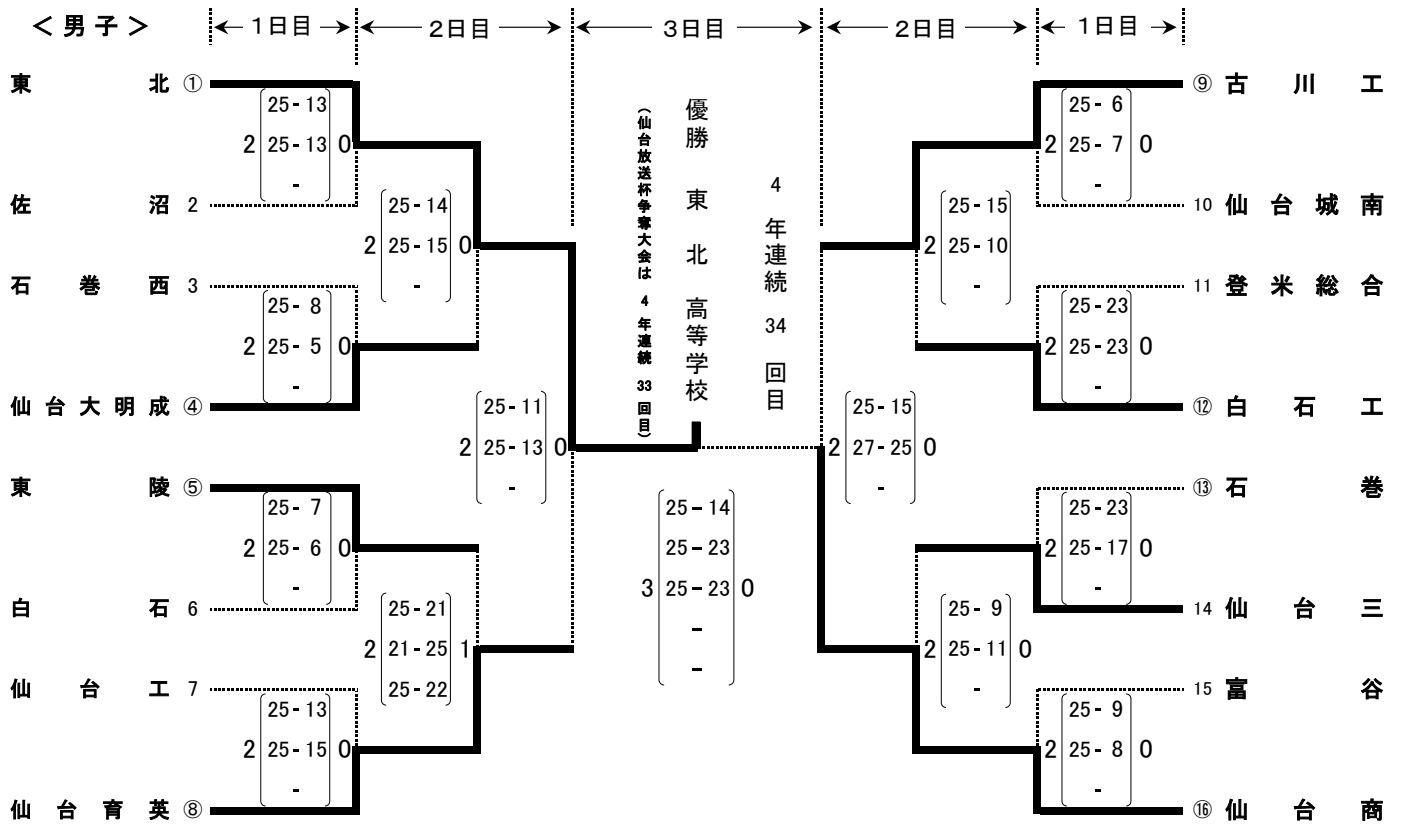 ＜男子＞
1日目
2日目
3日目
2日目
1日目
東北 ①
25-13
2 25-13 0
-
佐沼 2
25-14
2 25-15 0
-
石巻西 3
25-8
2 25-5 0
-
仙台大明成 ④
25-11
2 25-13 0
-
東陵 ⑤
25-7
2 25-6 0
-
白石 6
25-21
2 21-25 1
25-22
仙台工 7
25-13
2 25-15 0
-
仙台育英 ⑧
4年連続34回目
優勝 東北高等学校
（仙台放送杯争奪大会は 4年連続 33回目）
25-14
25-23
3 25-23 0
-
-
⑨ 古川工
25-6
2 25-7 0
-
10 仙台城南
25-15
2 25-10 0
-
11 登米総合
25-23
2 25-23 0
-
⑫ 白石工
25-15
2 27-25 0
-
⑬ 石巻
25-23
2 25-17 0
-
14 仙台三
25-9
2 25-11 0
-
15 富谷
25-9
2 25-8 0
-
⑯ 仙台商